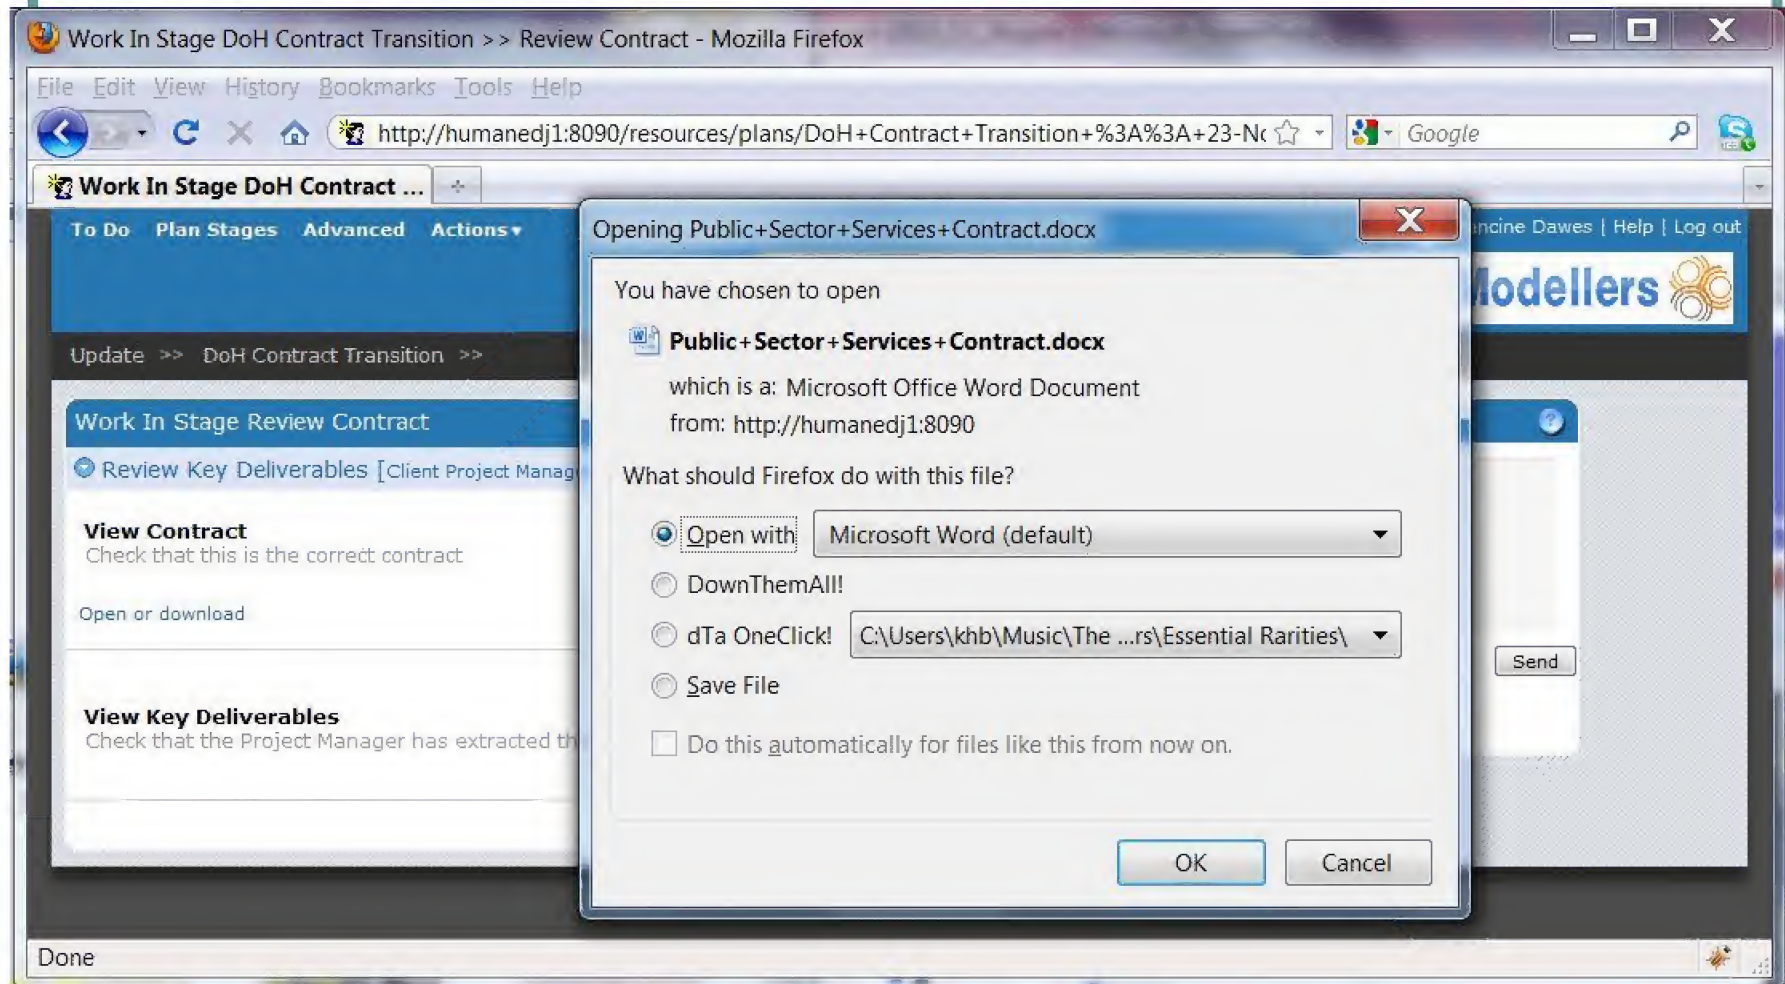 Work In Stage DoH Contract Transition >> Review Contract - Mozilla Firefox
File Edit View History Bookmarks Tools Help
http://humanedj1:8090/resources/plans/DoH+Contract+Transition+%3A%3A+23-No
Google
Work In Stage DoH Contract ...
To Do Plan Stages Advanced Actions
ncine Dawes | Help | Log out
odellers
Update >> DoH Contract Transition >>
Work In Stage Review Contract
Review Key Deliverables [Client Project Manag
View Contract
Check that this is the correct contract
Open or download
View Key Deliverables
Check that the Project Manager has extracted th
Send
Opening Public+Sector+Services+Contract.docx
X
You have chosen to open
Public+Sector+Services+Contract.docx
which is a: Microsoft Office Word Document
from: http://humanedj1:8090
What should Firefox do with this file?
Open with Microsoft Word (default)
DownThemAll!
dTa OneClick! C:\Users\khb\Music\The ...rs\Essential Rarities\
Save File
Do this automatically for files like this from now on.
OK Cancel
Done